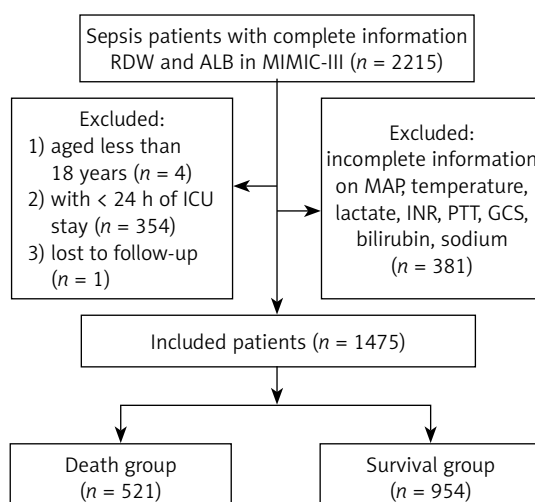 Sepsis patients with complete information
RDW and ALB in MIMIC-III (n = 2215)
Excluded:
1) aged less than
18 years (n = 4)
2) with < 24 h of ICU
stay (n = 354)
3) lost to follow-up
(n = 1)
Excluded:
incomplete information
on MAP, temperature,
lactate, INR, PTT, GCS,
bilirubin, sodium
(n = 381)
Included patients (n = 1475)
Death group
(n = 521)
Survival group
(n = 954)